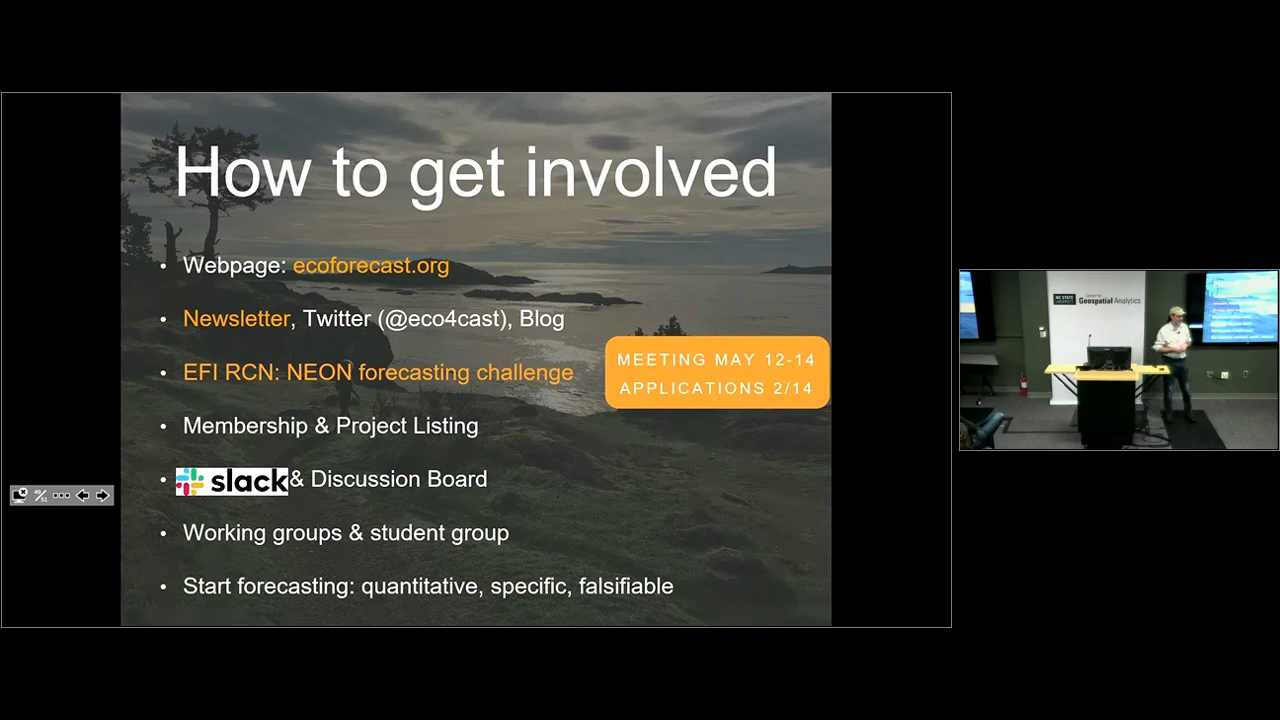 How to get involved
• Webpage: ecoforecast.org
• Newsletter, Twitter (@eco4cast), Blog
• EFI RCN: NEON forecasting challenge
MEETING MAY 12-14
APPLICATIONS 2/14
• Membership & Project Listing
• slack & Discussion Board
• Working groups & student group
• Start forecasting: quantitative, specific, falsifiable
NC STATE
Geospatial Analytics